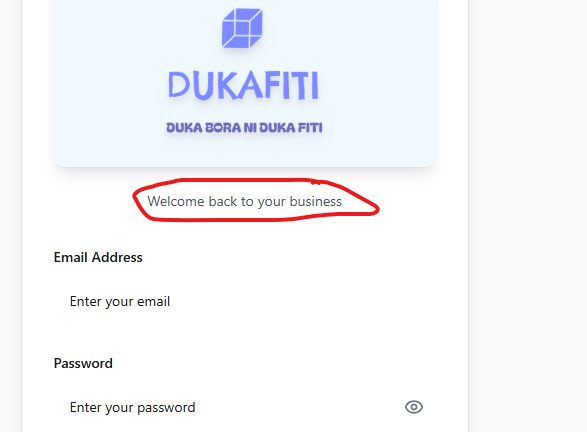 DUKAFITI
DUKA BORA NI DUKA FITI
Welcome back to your business
Email Address
Enter your email
Password
Enter your password